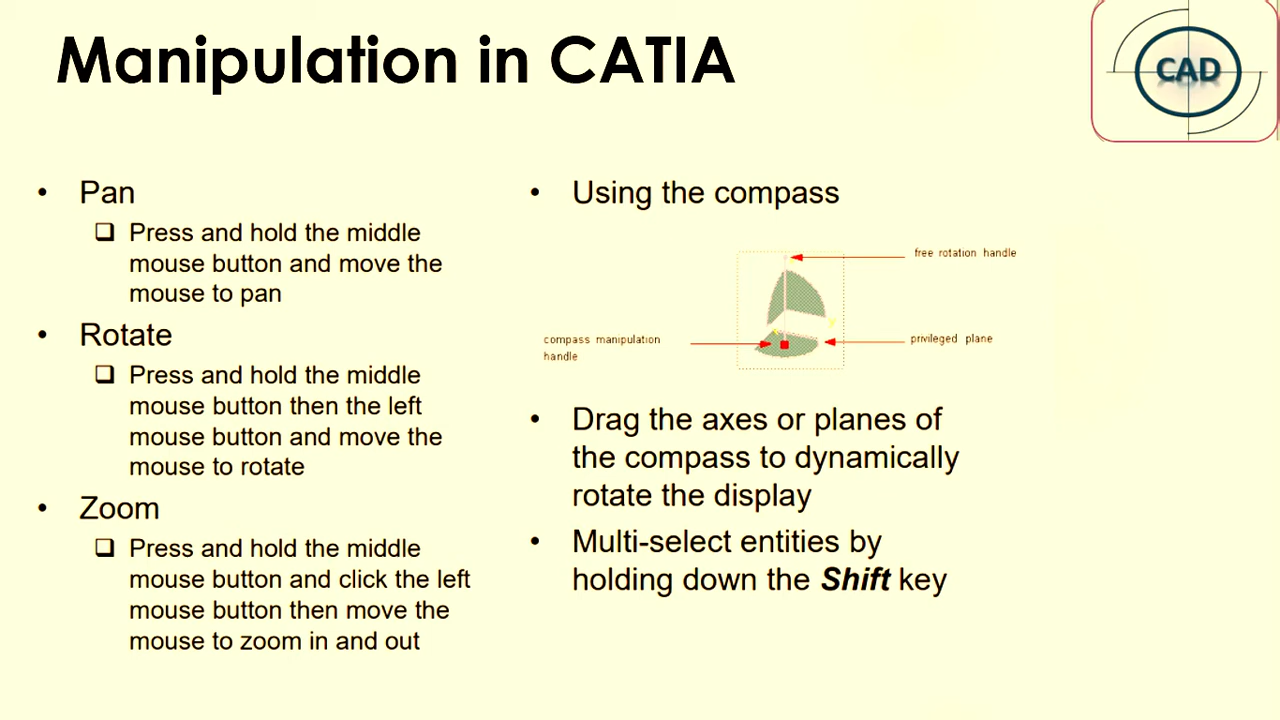 Manipulation in CATIA
CAD
• Pan
❑ Press and hold the middle
mouse button and move the
mouse to pan
• Rotate
❑ Press and hold the middle
mouse button then the left
mouse button and move the
mouse to rotate
• Zoom
❑ Press and hold the middle
mouse button and click the left
mouse button then move the
mouse to zoom in and out
• Using the compass
free rotation handle
compass manipulation
handle
privileged plane
• Drag the axes or planes of
the compass to dynamically
rotate the display
• Multi-select entities by
holding down the Shift key